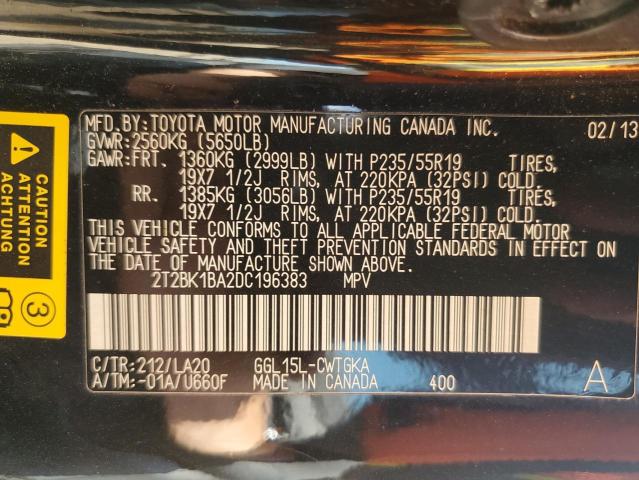 MFD.BY:TOYOTA MOTOR MANUFACTURING CANADA INC. 02/13
GVWR:2560KG (5650LB)
GAWR:FRT. 1360KG (2999LB) WITH P235/55R19 TIRES,
19X7 1/2J RIMS, AT 220KPA (32PSI) COLD.
RR. 1385KG (3056LB) WITH P235/55R19 TIRES,
19X7 1/2J RIMS, AT 220KPA (32PSI) COLD.
THIS VEHICLE CONFORMS TO ALL APPLICABLE FEDERAL MOTOR
VEHICLE SAFETY AND THEFT PREVENTION STANDARDS IN EFFECT ON
THE DATE OF MANUFACTURE SHOWN ABOVE.
2T2BK1BA2DC196383 MPV
C/TR:212/LA20 GGL15L-CWTGKA
A/TM:-01A/U660F MADE IN CANADA 400 A
CAUTION
ATTENTION
3